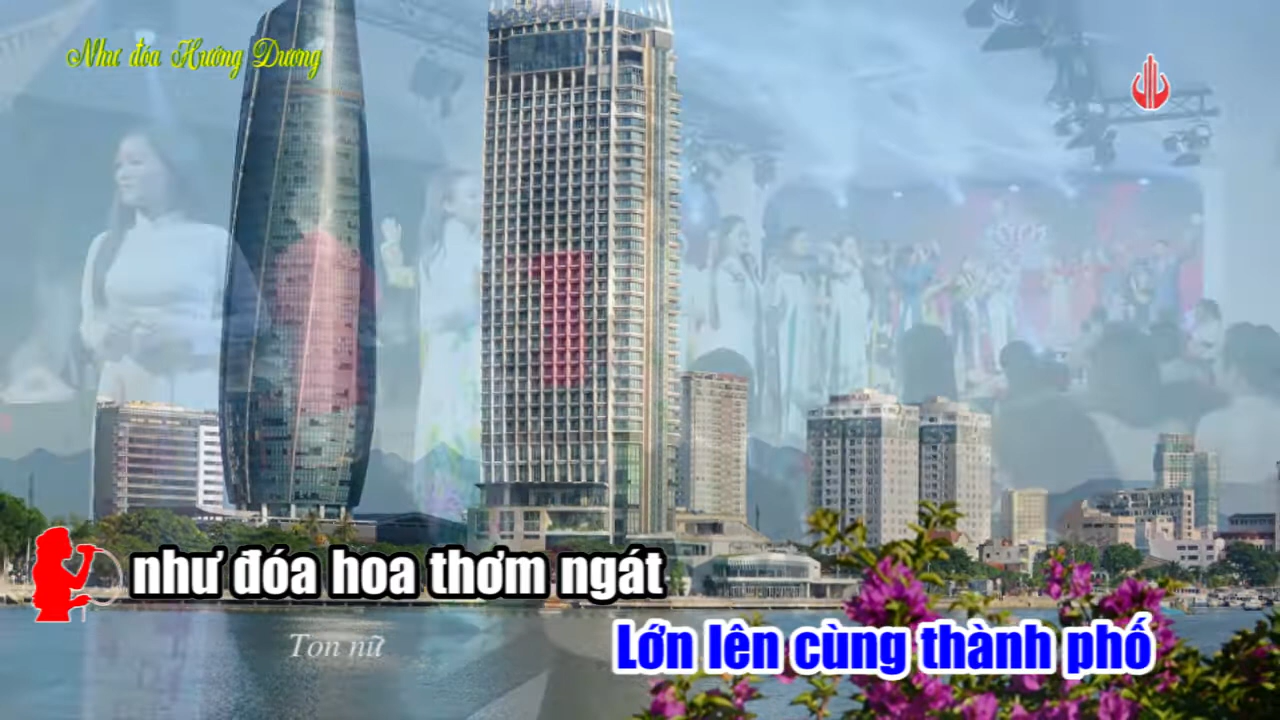 Như đóa Hướng Dương
như đóa hoa thơm ngát
Ton nữ
Lớn lên cùng thành phố